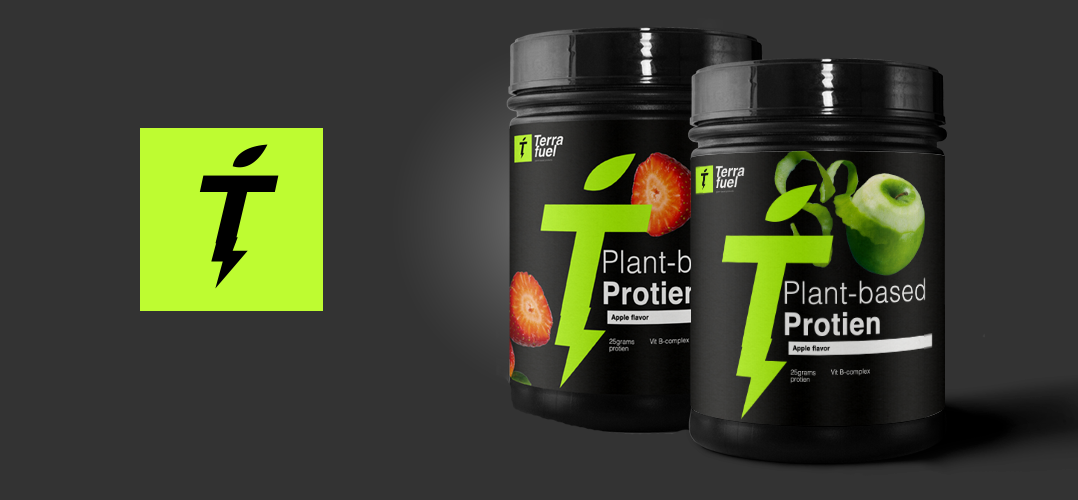 Terra
fuel
Plant-b
Protien
Apple flavor
25grams
protien
Vit B-complex
Terra
fuel
Plant-based
Protien
Apple flavor
25grams
protien
Vit B-complex